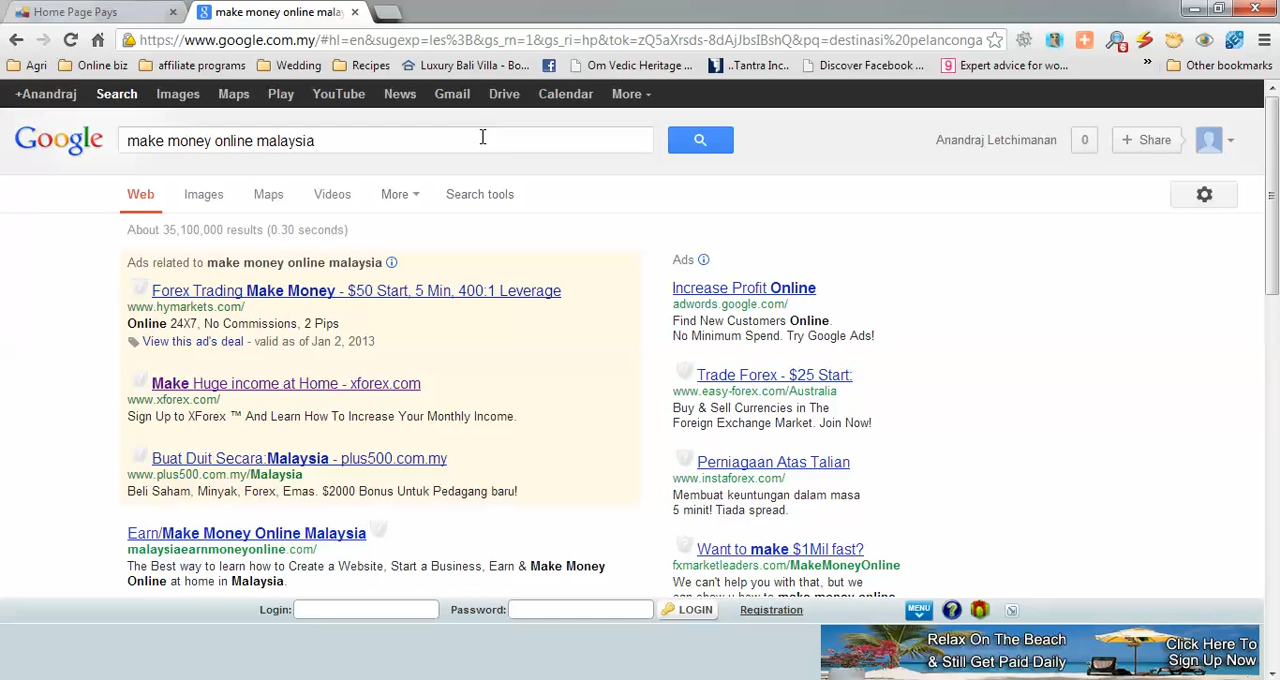 Home Page Pays
make money online mala
https://www.google.com.my/#hl=en&sugexp=les%3B&gs_rn=1&gs_ri=hp&tok=zQ5aXrsds-8dAjJbsIBshQ&pq=destinasi%20pelanconga
Agri
Online biz
affiliate programs
Wedding
Recipes
Luxury Bali Villa - Bo...
Om Vedic Heritage ...
..Tantra Inc..
Discover Facebook ...
Expert advice for wo...
Other bookmarks
+Anandraj Search Images Maps Play YouTube News Gmail Drive Calendar More
Google
make money online malaysia
Anandraj Letchimanan
0
+ Share
Web Images Maps Videos More Search tools
About 35,100,000 results (0.30 seconds)
Ads related to make money online malaysia
Forex Trading Make Money - $50 Start, 5 Min, 400:1 Leverage
www.hymarkets.com/
Online 24X7, No Commissions, 2 Pips
View this ad's deal - valid as of Jan 2, 2013
Make Huge income at Home - xforex.com
www.xforex.com/
Sign Up to XForex ™ And Learn How To Increase Your Monthly Income.
Buat Duit Secara:Malaysia - plus500.com.my
www.plus500.com.my/Malaysia
Beli Saham, Minyak, Forex, Emas. $2000 Bonus Untuk Pedagang baru!
Earn/Make Money Online Malaysia
malaysiaearnmoneyonline.com/
The Best way to learn how to Create a Website, Start a Business, Earn & Make Money
Online at home in Malaysia.
Ads
Increase Profit Online
adwords.google.com/
Find New Customers Online.
No Minimum Spend. Try Google Ads!
Trade Forex - $25 Start:
www.easy-forex.com/Australia
Buy & Sell Currencies in The
Foreign Exchange Market. Join Now!
Perniagaan Atas Talian
www.instaforex.com/
Membuat keuntungan dalam masa
5 minit! Tiada spread.
Want to make $1Mil fast?
fxmarketleaders.com/MakeMoneyOnline
We can't help you with that, but we
can show u how to make money online
Login:
Password:
LOGIN
Registration
MENU
Relax On The Beach
& Still Get Paid Daily
Click Here To
Sign Up Now